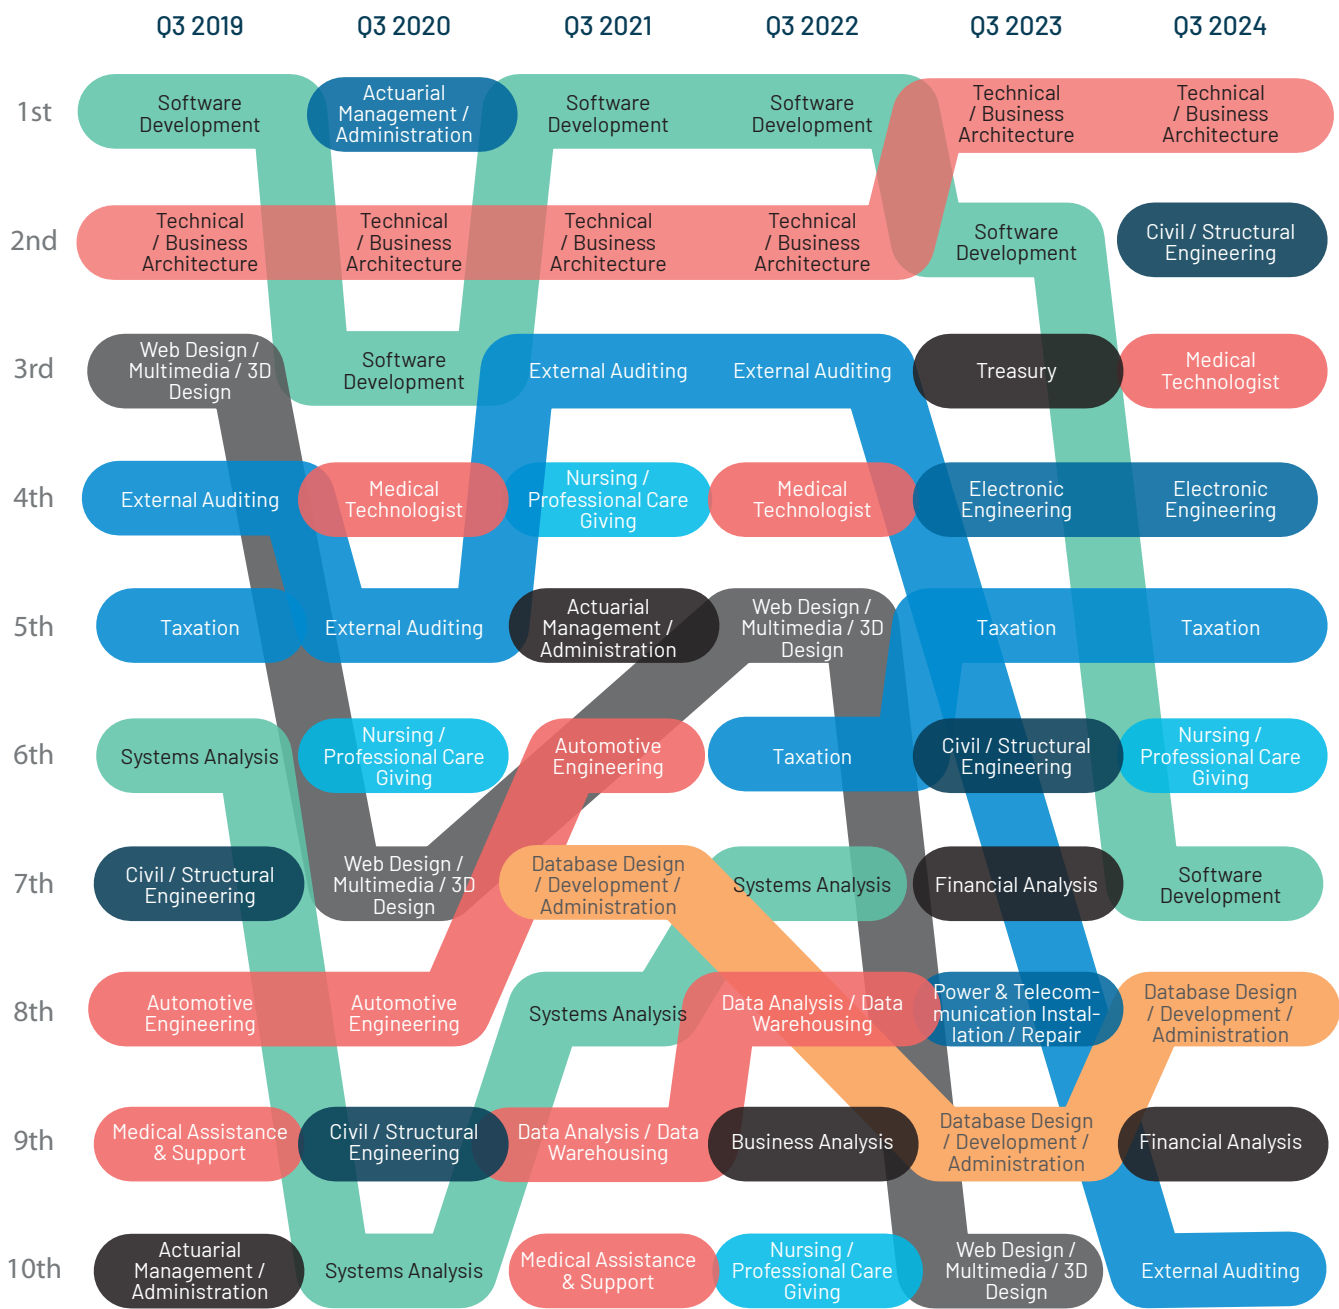 Q3 2019 Q3 2020 Q3 2021 Q3 2022 Q3 2023 Q3 2024
1st
Software
Development
Actuarial
Management /
Administration
Software
Development
Software
Development
Technical
/ Business
Architecture
Technical
/ Business
Architecture
2nd
Technical
/ Business
Architecture
Technical
/ Business
Architecture
Technical
/ Business
Architecture
Technical
/ Business
Architecture
Software
Development
Civil / Structural
Engineering
3rd
Web Design /
Multimedia / 3D
Design
Software
Development
External Auditing
External Auditing
Treasury
Medical
Technologist
4th
External Auditing
Medical
Technologist
Nursing /
Professional Care
Giving
Medical
Technologist
Electronic
Engineering
Electronic
Engineering
5th
Taxation
External Auditing
Actuarial
Management /
Administration
Web Design /
Multimedia / 3D
Design
Taxation
Taxation
6th
Systems Analysis
Nursing /
Professional Care
Giving
Automotive
Engineering
Taxation
Civil / Structural
Engineering
Nursing /
Professional Care
Giving
7th
Civil / Structural
Engineering
Web Design /
Multimedia / 3D
Design
Database Design
/ Development /
Administration
Systems Analysis
Financial Analysis
Software
Development
8th
Automotive
Engineering
Automotive
Engineering
Systems Analysis
Data Analysis / Data
Warehousing
Power & Telecom-
munication Instal-
lation / Repair
Database Design
/ Development /
Administration
9th
Medical Assistance
& Support
Civil / Structural
Engineering
Data Analysis / Data
Warehousing
Business Analysis
Database Design
/ Development /
Administration
Financial Analysis
10th
Actuarial
Management /
Administration
Systems Analysis
Medical Assistance
& Support
Nursing /
Professional Care
Giving
Web Design /
Multimedia / 3D
Design
External Auditing